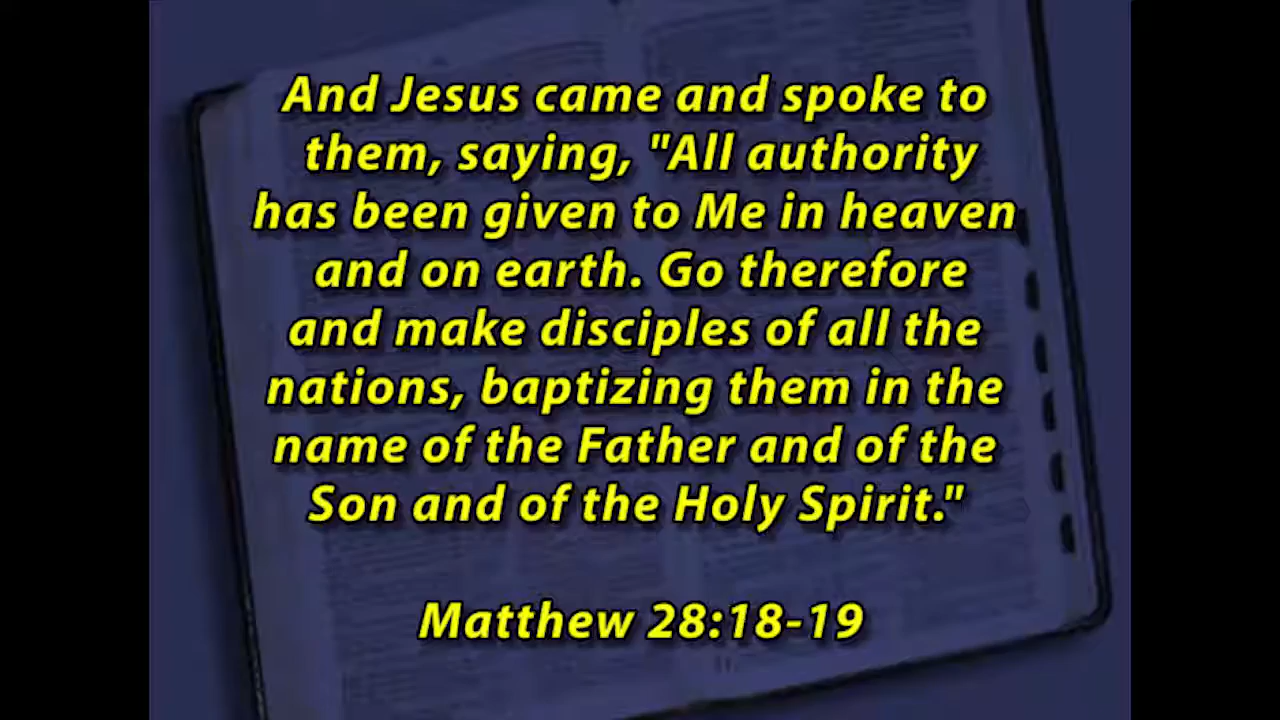 And Jesus came and spoke to
them, saying, "All authority
has been given to Me in heaven
and on earth. Go therefore
and make disciples of all the
nations, baptizing them in the
name of the Father and of the
Son and of the Holy Spirit."
Matthew 28:18-19